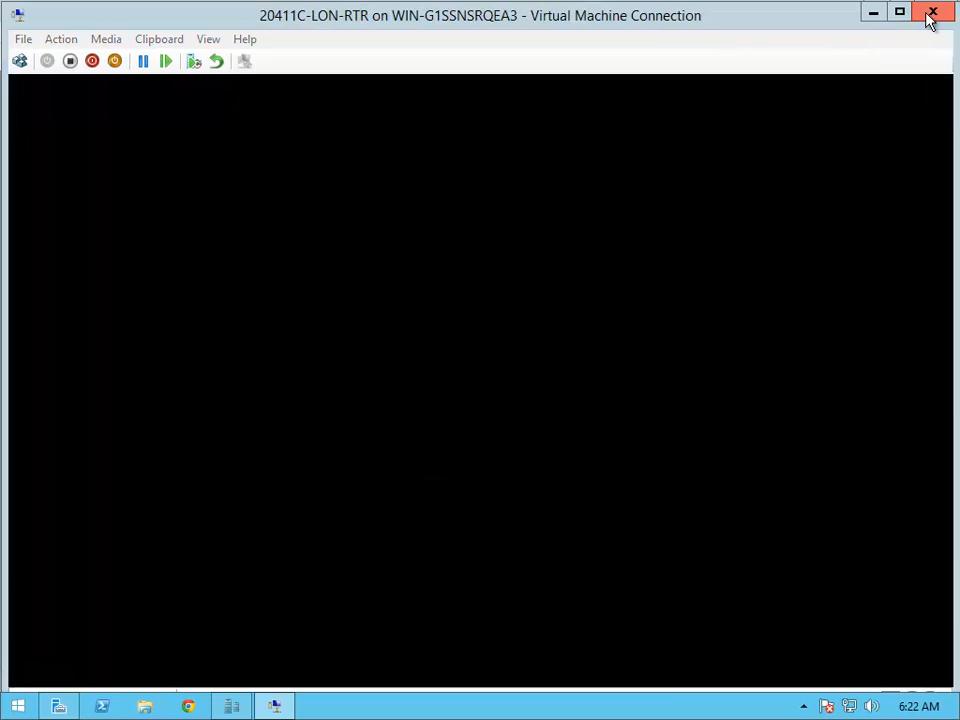 20411C-LON-RTR on WIN-G1SSNSRQEA3 - Virtual Machine Connection
File Action Media Clipboard View Help
6:22 AM